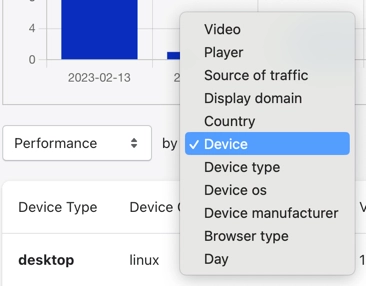 4
0
2023-02-13
2
Performance
by
Video
Player
Source of traffic
Display domain
Country
✓ Device
Device type
Device os
Device manufacturer
Browser type
Day
Device Type
Device
desktop
linux
1